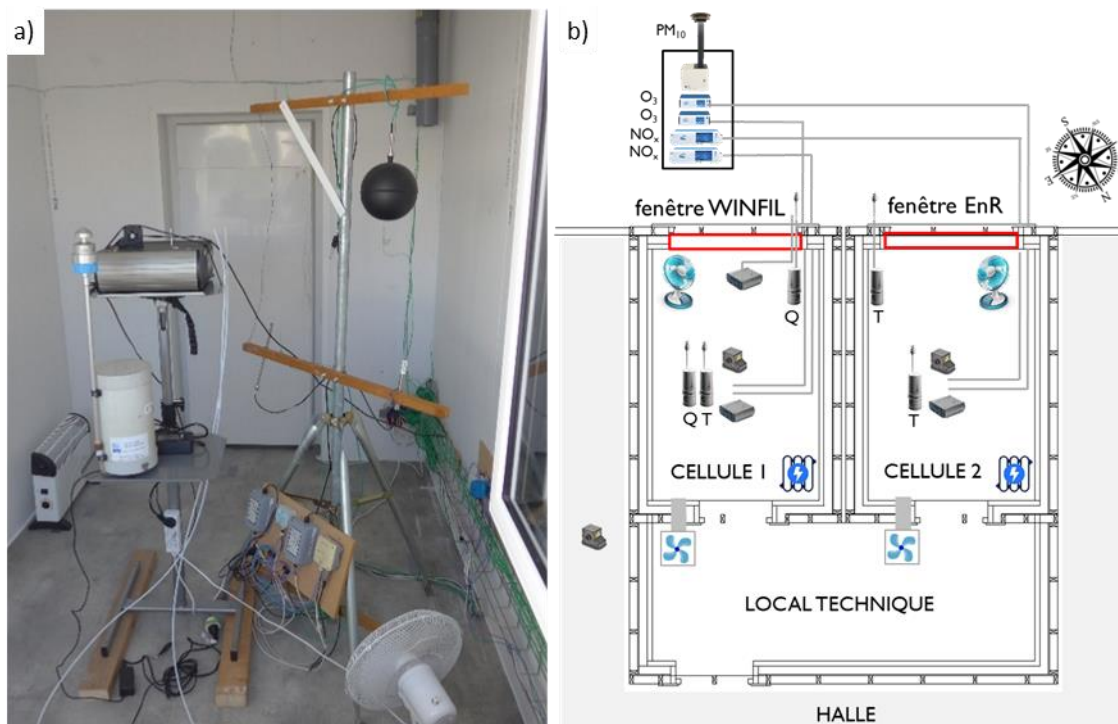 a)
b)
PM₁₀
O₃
O₃
NOₓ
NOₓ
S
E
N
fenêtre WINFIL
fenêtre EnR
Q
T
Q T
T
CELLULE 1
CELLULE 2
LOCAL TECHNIQUE
HALLE